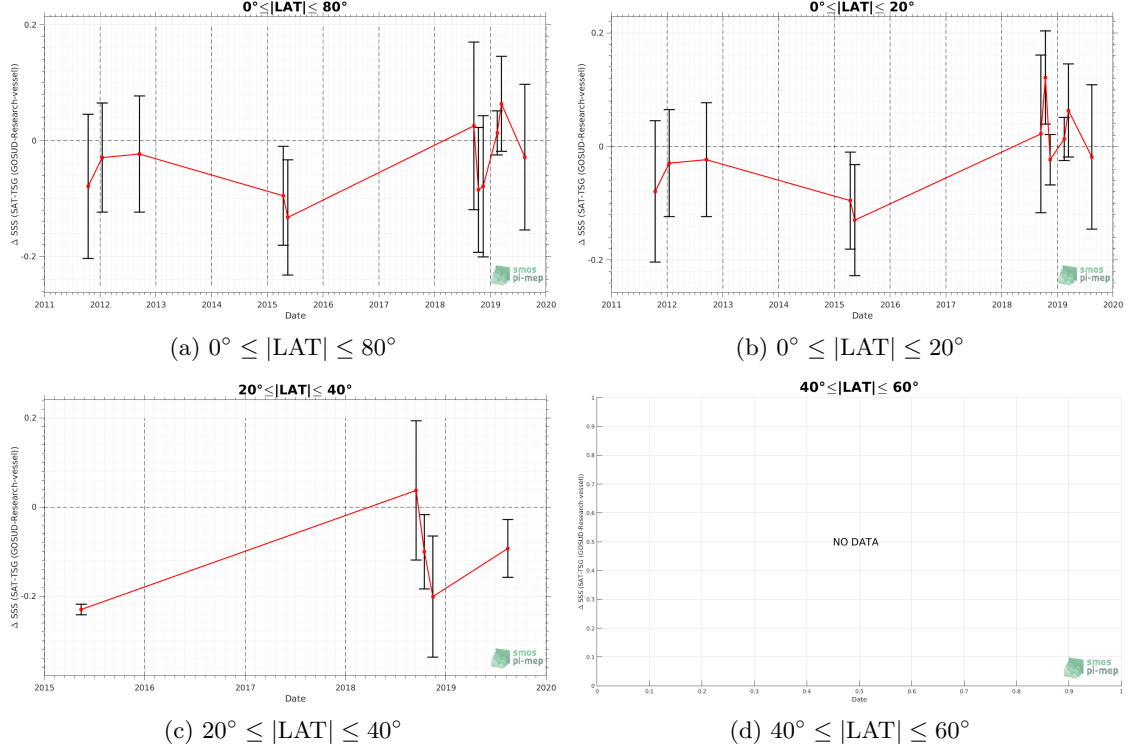 0°≤|LAT|≤ 80°
Δ SSS (SAT-TSG (GOSUD-Research-vessel))
0.2
0
-0.2
2011 2012 2013 2014 2015 2016 2017 2018 2019 2020
Date
smos
pi-mep
(a) 0° ≤ |LAT| ≤ 80°
0°≤|LAT|≤ 20°
Δ SSS (SAT-TSG (GOSUD-Research-vessel))
0.2
0
-0.2
2011 2012 2013 2014 2015 2016 2017 2018 2019 2020
Date
smos
pi-mep
(b) 0° ≤ |LAT| ≤ 20°
20°≤|LAT|≤ 40°
Δ SSS (SAT-TSG (GOSUD-Research-vessel))
0.2
0
-0.2
2015 2016 2017 2018 2019 2020
Date
smos
pi-mep
(c) 20° ≤ |LAT| ≤ 40°
40°≤|LAT|≤ 60°
Δ SSS (SAT-TSG (GOSUD-Research-vessel))
1
0.9
0.8
0.7
0.6
0.5
0.4
0.3
0.2
0.1
0
NO DATA
0 0.1 0.2 0.3 0.4 0.5 0.6 0.7 0.8 0.9 1
Date
smos
pi-mep
(d) 40° ≤ |LAT| ≤ 60°